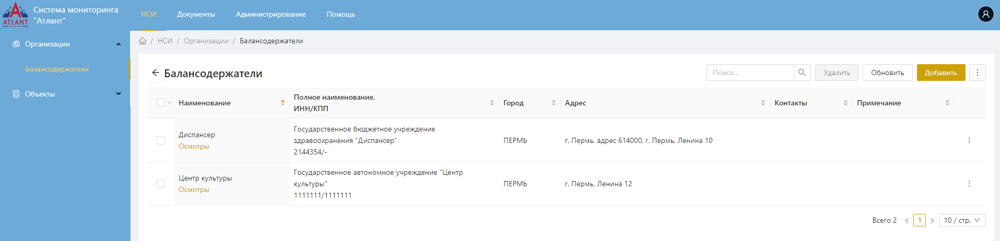 Система мониторинга
"Атлант"
ATLANT
НСИ
Документы
Администрирование
Помощь
Организации
Балансодержатели
Объекты
/ НСИ / Организации / Балансодержатели
Балансодержатели
Поиск...
Удалить
Обновить
Добавить
Наименование
Полное наименование,
ИНН/КПП
Город
Адрес
Контакты
Примечание
Диспансер
Осмотры
Государственное бюджетное учреждение
здравоохранения "Диспансер"
2144354/-
ПЕРМЬ
г. Пермь, адрес 614000, г. Пермь, Ленина 10
Центр культуры
Осмотры
Государственное автономное учреждение "Центр
культуры"
1111111/1111111
ПЕРМЬ
г. Пермь, Ленина 12
Всего 2
1
10 / стр.